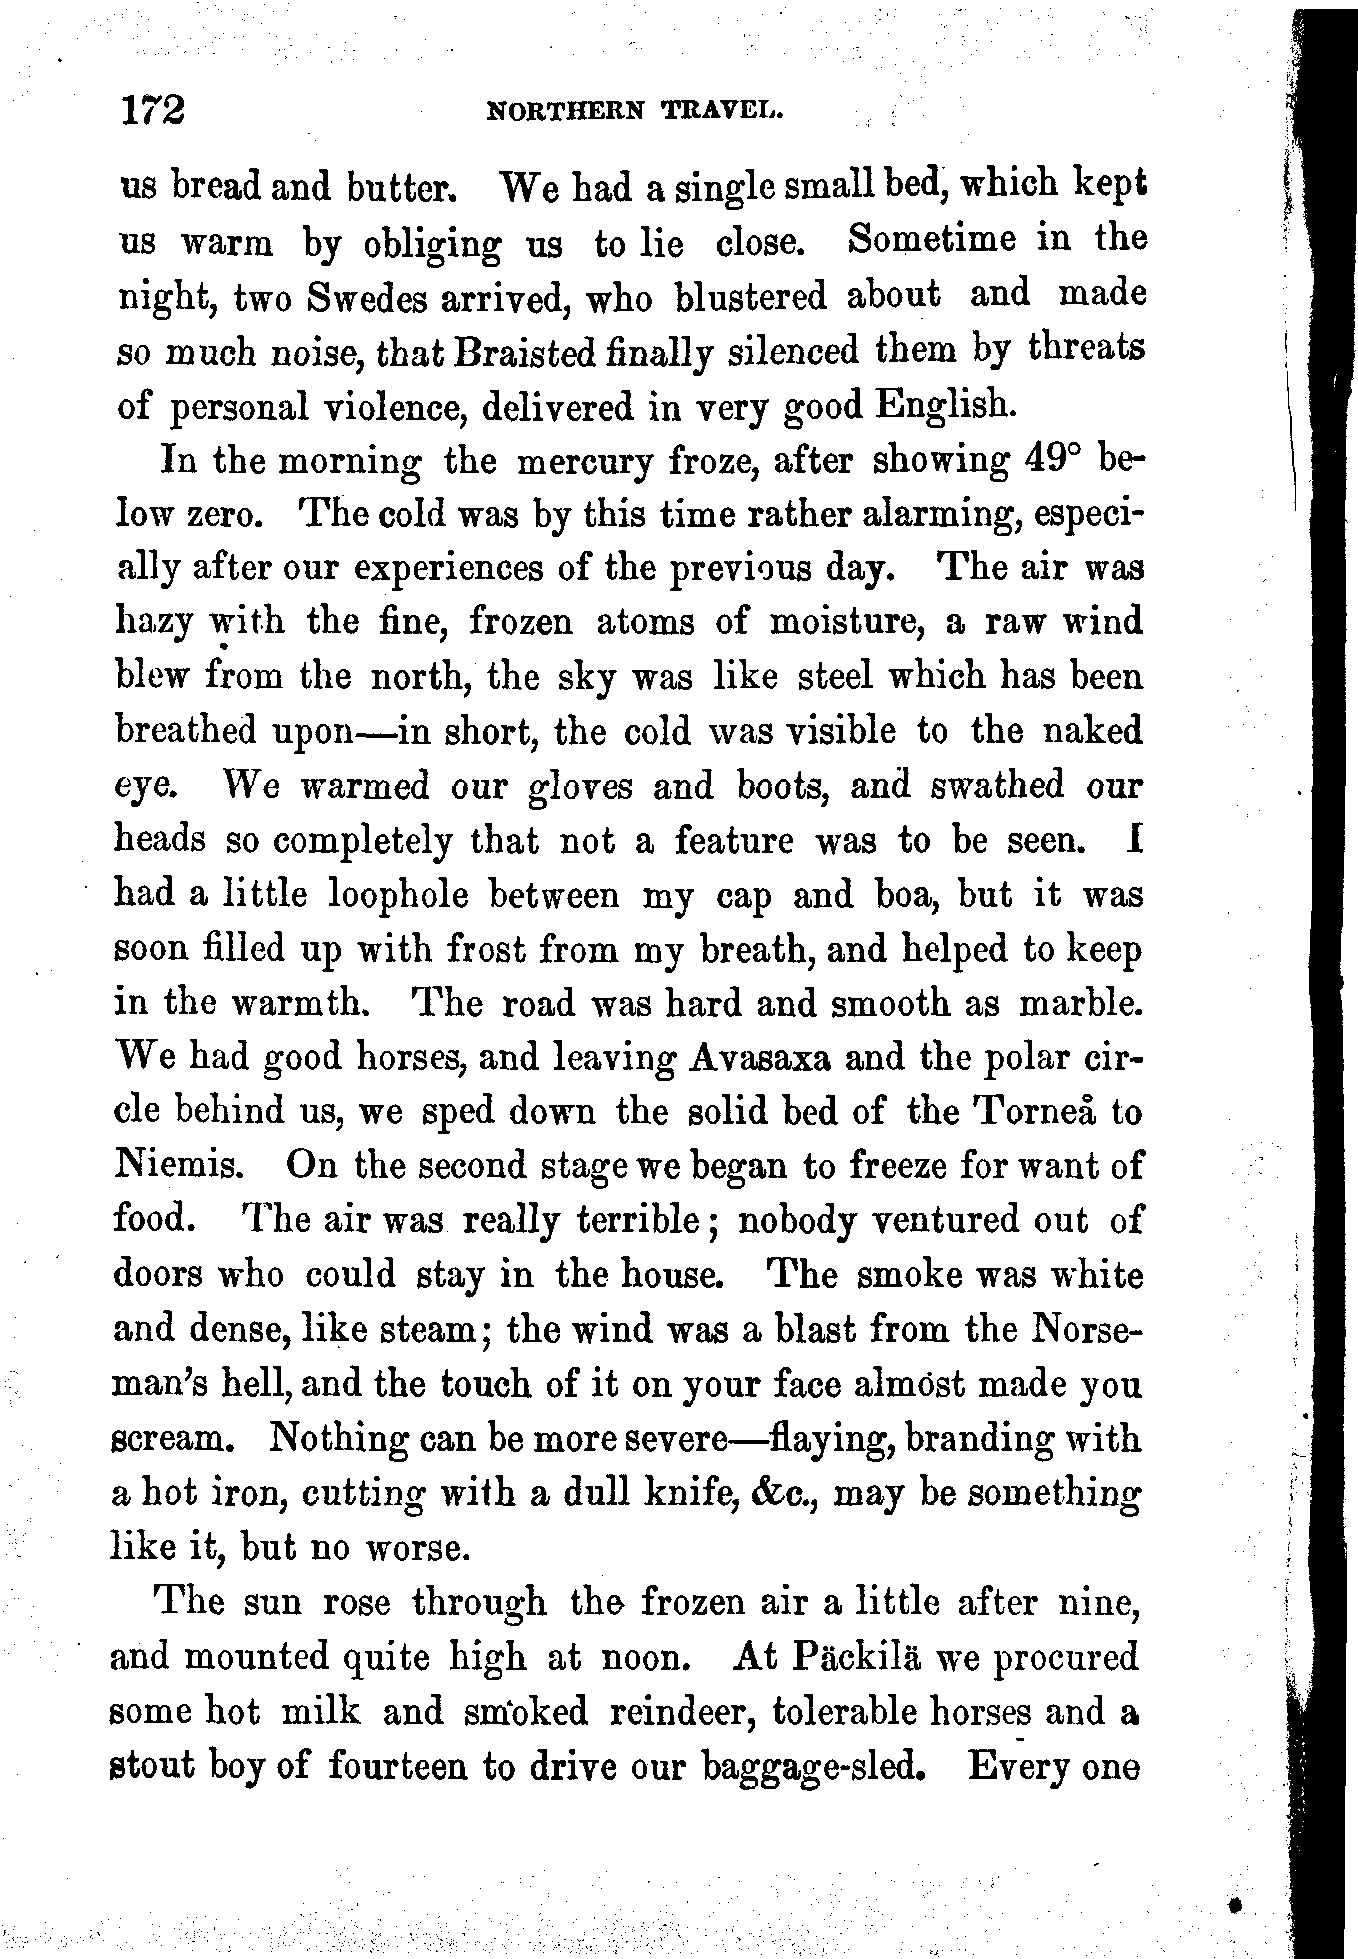 172 NORTHERN TRAVEL.
us bread and butter. We had a single small bed, which kept
us warm by obliging us to lie close. Sometime in the
night, two Swedes arrived, who blustered about and made
so much noise, that Braisted finally silenced them by threats
of personal violence, delivered in very good English.
In the morning the mercury froze, after showing 49° be-
low zero. The cold was by this time rather alarming, especi-
ally after our experiences of the previous day. The air was
hazy with the fine, frozen atoms of moisture, a raw wind
blew from the north, the sky was like steel which has been
breathed upon—in short, the cold was visible to the naked
eye. We warmed our gloves and boots, and swathed our
heads so completely that not a feature was to be seen. I
had a little loophole between my cap and boa, but it was
soon filled up with frost from my breath, and helped to keep
in the warmth. The road was hard and smooth as marble.
We had good horses, and leaving Avasaxa and the polar cir-
cle behind us, we sped down the solid bed of the Torneå to
Niemis. On the second stage we began to freeze for want of
food. The air was really terrible; nobody ventured out of
doors who could stay in the house. The smoke was white
and dense, like steam; the wind was a blast from the Norse-
man's hell, and the touch of it on your face almost made you
scream. Nothing can be more severe—flaying, branding with
a hot iron, cutting with a dull knife, &c., may be something
like it, but no worse.
The sun rose through the frozen air a little after nine,
and mounted quite high at noon. At Päckilä we procured
some hot milk and smoked reindeer, tolerable horses and a
stout boy of fourteen to drive our baggage-sled. Every one